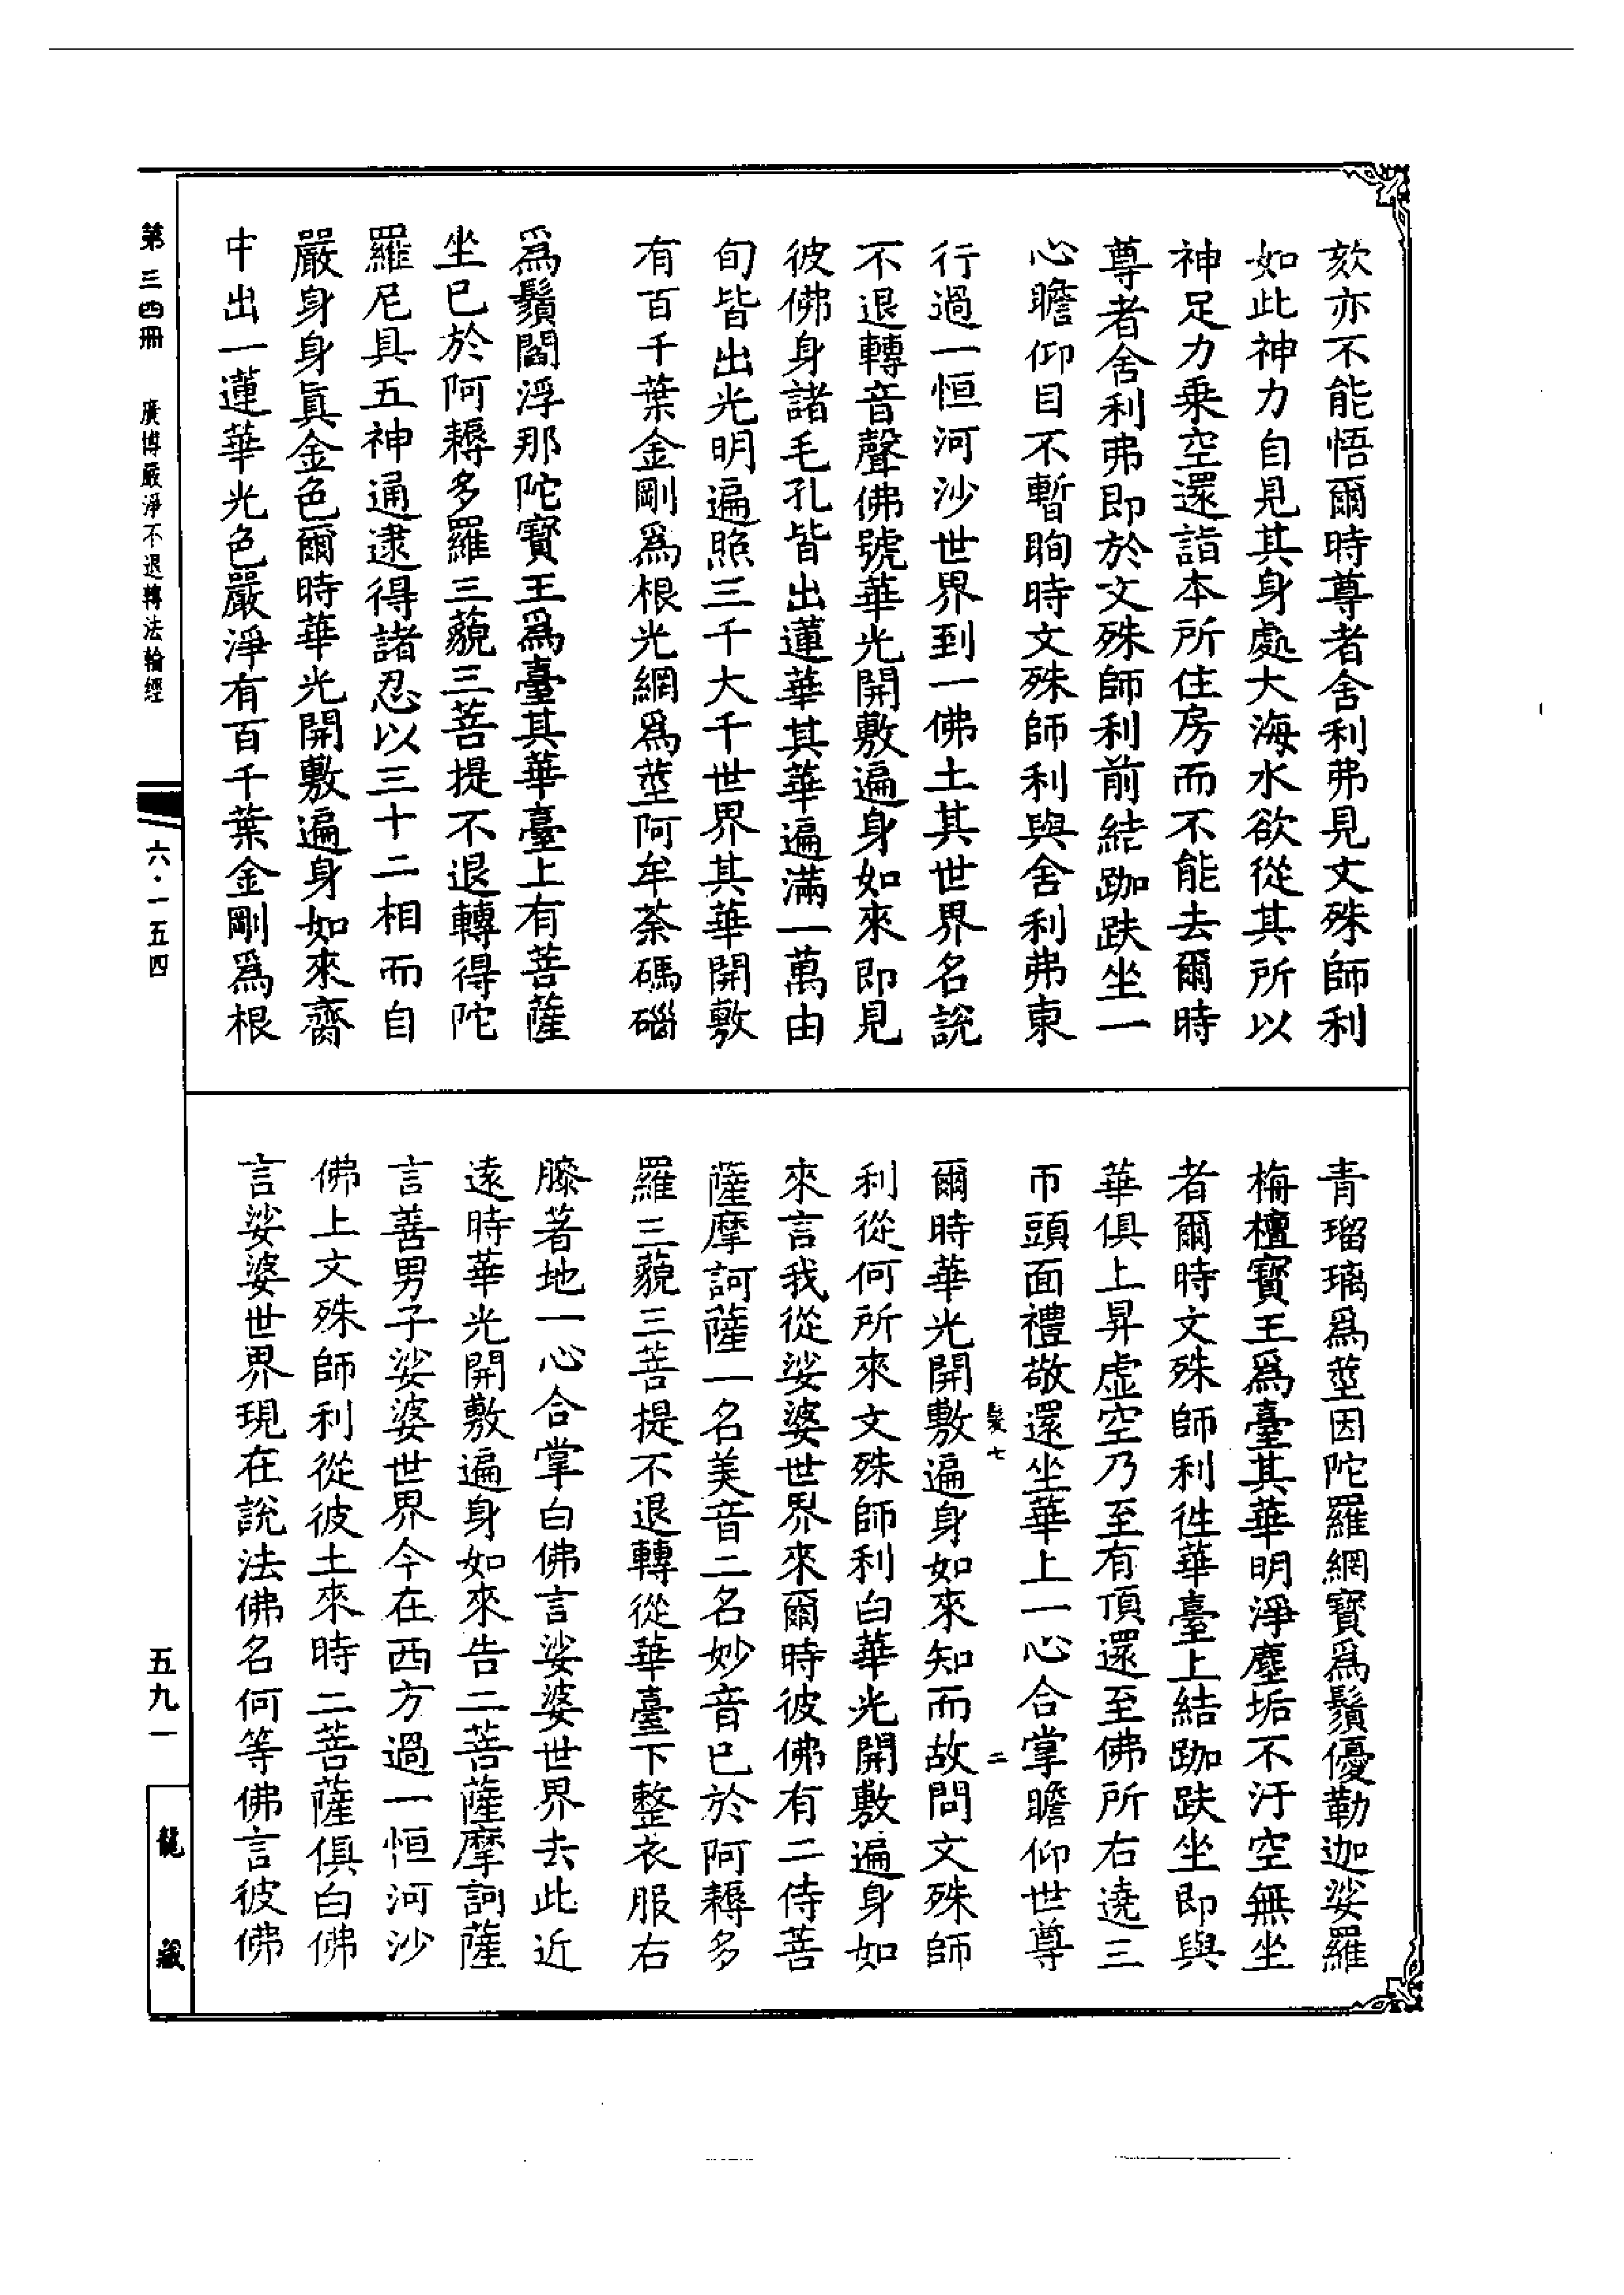 欬亦不能悟爾時尊者舍利弗見文殊師利
如此神力自見其身處大海水欲從其所以
神足力乗空還詣本所住房而不能去爾時
尊者舍利弗即於文殊師利前結跏趺坐一
心瞻仰目不暫眴時文殊師利與舍利弗東
行過一恒河沙世界到一佛土其世界名說
不退轉音聲佛號華光開敷遍身如來即見
彼佛身諸毛孔皆出蓮華其華遍滿一萬由
旬皆出光明遍照三千大千世界其華開敷
有百千葉金剛爲根光網爲莖阿牟荼碼碯
爲鬚閻浮那陀寳王爲臺其華臺上有菩薩
坐已於阿耨多羅三藐三菩提不退轉得陀
羅尼具五神通逮得諸忍以三十二相而自
嚴身身眞金色爾時華光開敷遍身如來齋
中出一蓮華光色嚴淨有百千葉金剛爲根
青瑠璃爲莖因陀羅網寳爲鬚優勒迦娑羅
栴檀寳王爲臺其華明淨塵垢不汙空無坐
者爾時文殊師利徃華臺上結跏趺坐即與
華俱上昇虚空乃至有頂還至佛所右遶三
帀頭面禮敬還坐華上一心合掌瞻仰世尊
髮七 二
爾時華光開敷遍身如來知而故問文殊師
利從何所來文殊師利白華光開敷遍身如
來言我從娑婆世界來爾時彼佛有二侍菩
薩摩訶薩一名美音二名妙音已於阿耨多
羅三藐三菩提不退轉從華臺下整衣服右
膝著地一心合掌白佛言娑婆世界去此近
遠時華光開敷遍身如來告二菩薩摩訶薩
言善男子娑婆世界今在西方過一恒河沙
佛上文殊師利從彼土來時二菩薩俱白佛
言娑婆世界現在說法佛名何等佛言彼佛
第三四冊 廣博嚴淨不退轉法輪經
六·一五四
五九一
龍藏